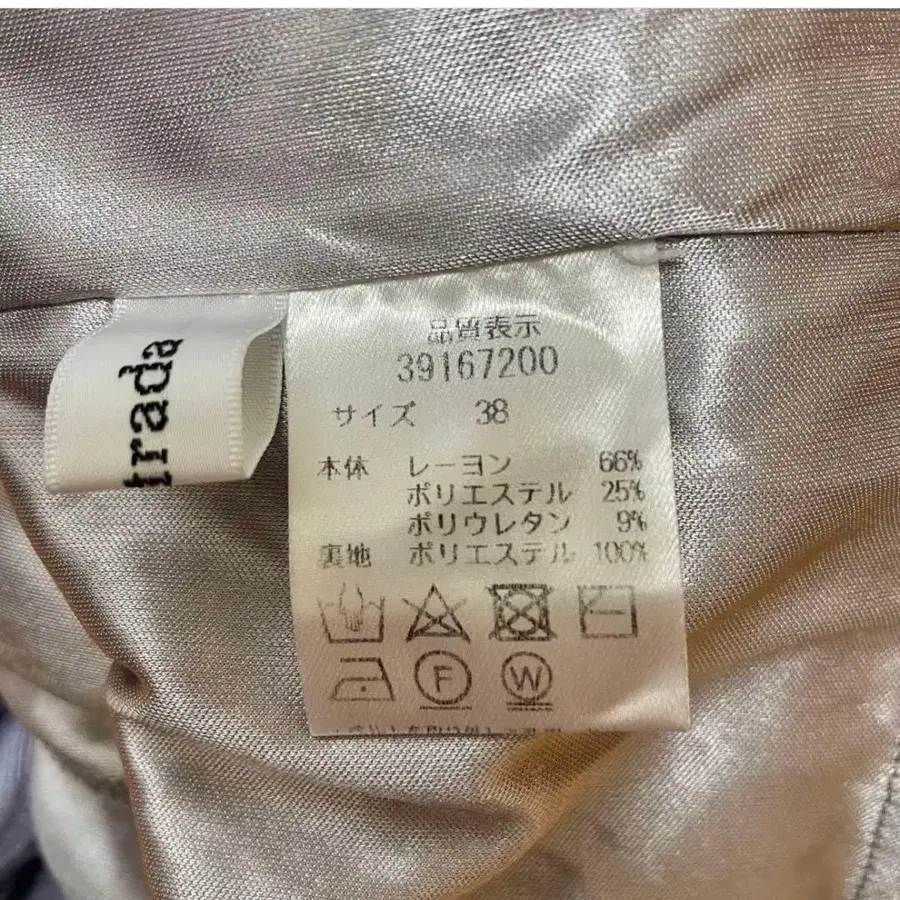 trada
品質表示
39167200
サイズ 38
本体 レーヨン 66%
ポリエステル 25%
ポリウレタン 9%
裏地 ポリエステル 100%
F
W